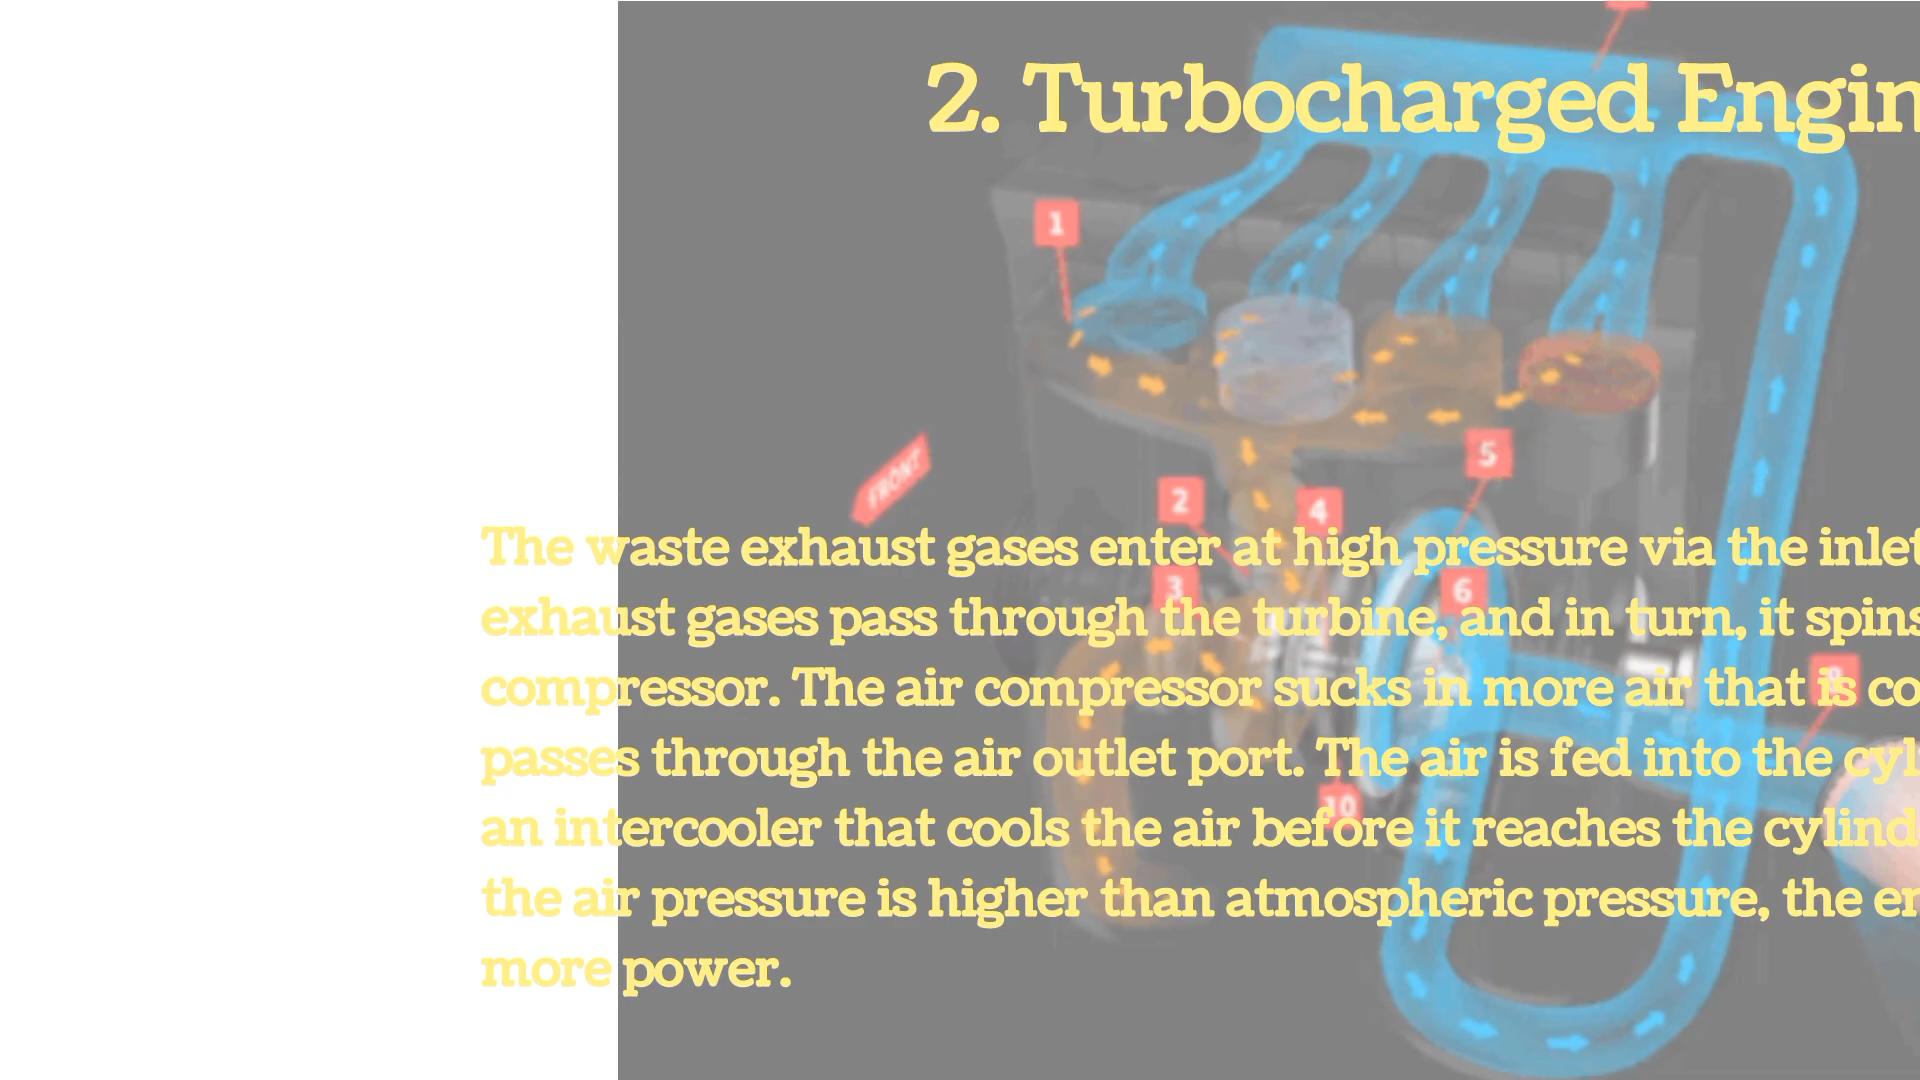 2. Turbocharged Engin
1
FRONT
5
2
4
The waste exhaust gases enter at high pressure via the inlet
3
6
exhaust gases pass through the turbine, and in turn, it spins
compressor. The air compressor sucks in more air that is co
passes through the air outlet port. The air is fed into the cyl
10
an intercooler that cools the air before it reaches the cylind
the air pressure is higher than atmospheric pressure, the en
more power.